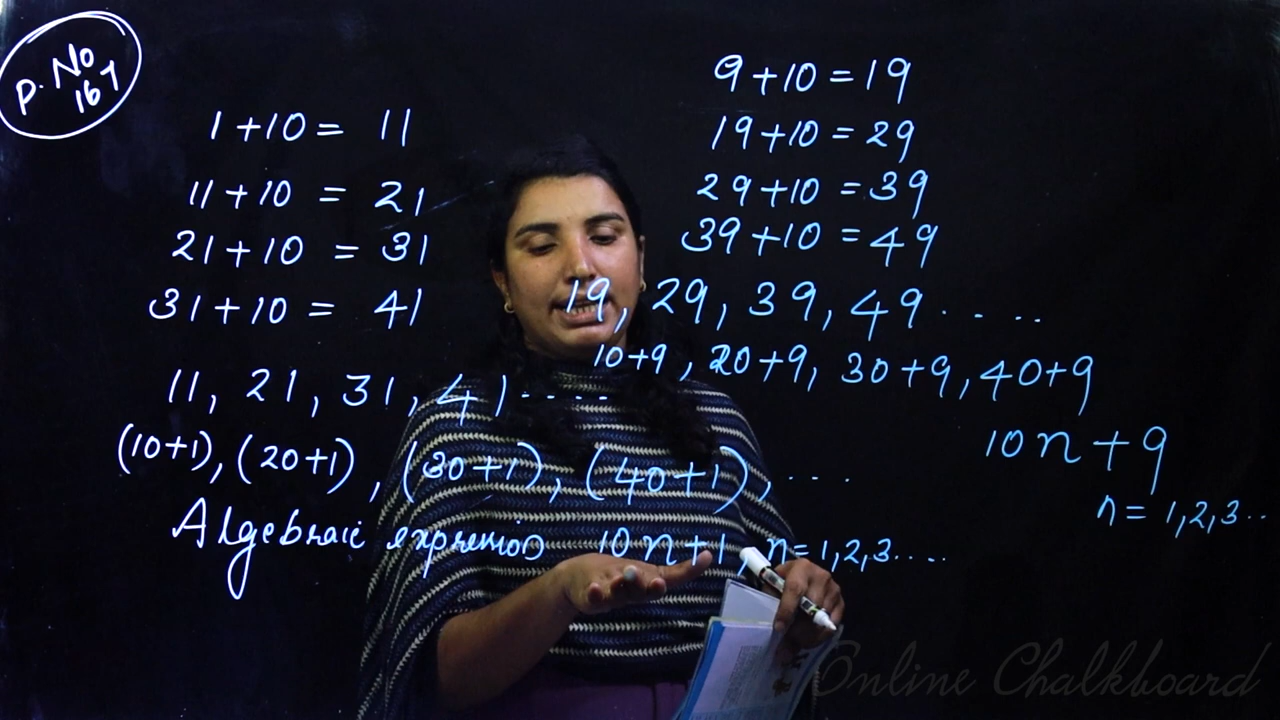 P. No
167
1 + 10 = 11
11 + 10 = 21
21 + 10 = 31
31 + 10 = 41
11, 21, 31, 41 ....
(10+1), (20+1), (30+1), (40+1), ...
Algebraic expression 10n+1, n=1,2,3....
9+10=19
19+10=29
29+10=39
39+10=49
19, 29, 39, 49 ....
10+9, 20+9, 30+9, 40+9
10n+9
n= 1,2,3...
Online Chalkboard